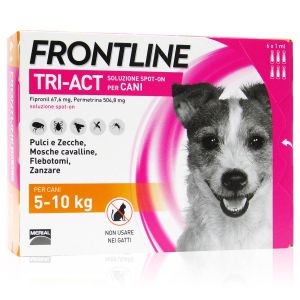 FRONTLINE
TRI-ACT
SOLUZIONE SPOT-ON
PER CANI
6 x 1 ml
Fipronil 67,6 mg, Permetrina 504,8 mg
soluzione spot-on
Pulci e Zecche,
Mosche cavalline,
Flebotomi,
Zanzare
PER CANI
5-10 kg
NON USARE
NEI GATTI
MERIAL